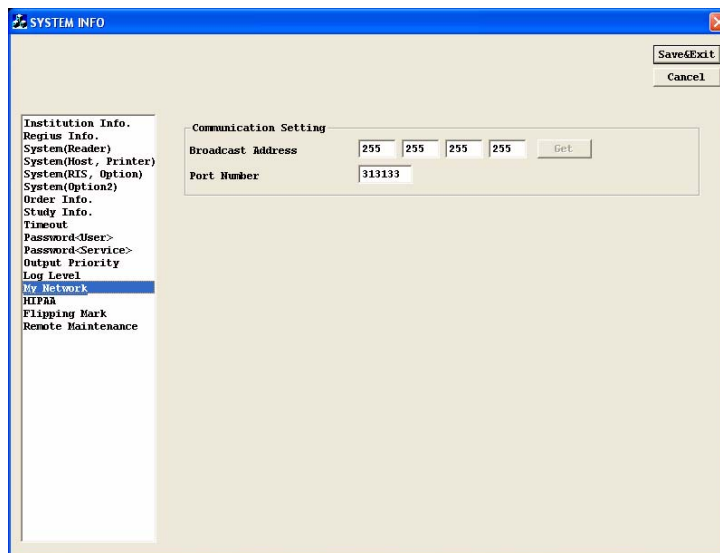 SYSTEM INFO
Save&Exit
Cancel
Institution Info.
Regius Info.
System(Reader)
System(Host, Printer)
System(RIS, Option)
System(Option2)
Order Info.
Study Info.
Timeout
Password<User>
Password<Service>
Output Priority
Log Level
My Network
HIPAA
Flipping Mark
Remote Maintenance
Communication Setting
Broadcast Address 255 255 255 255 Get
Port Number 313133